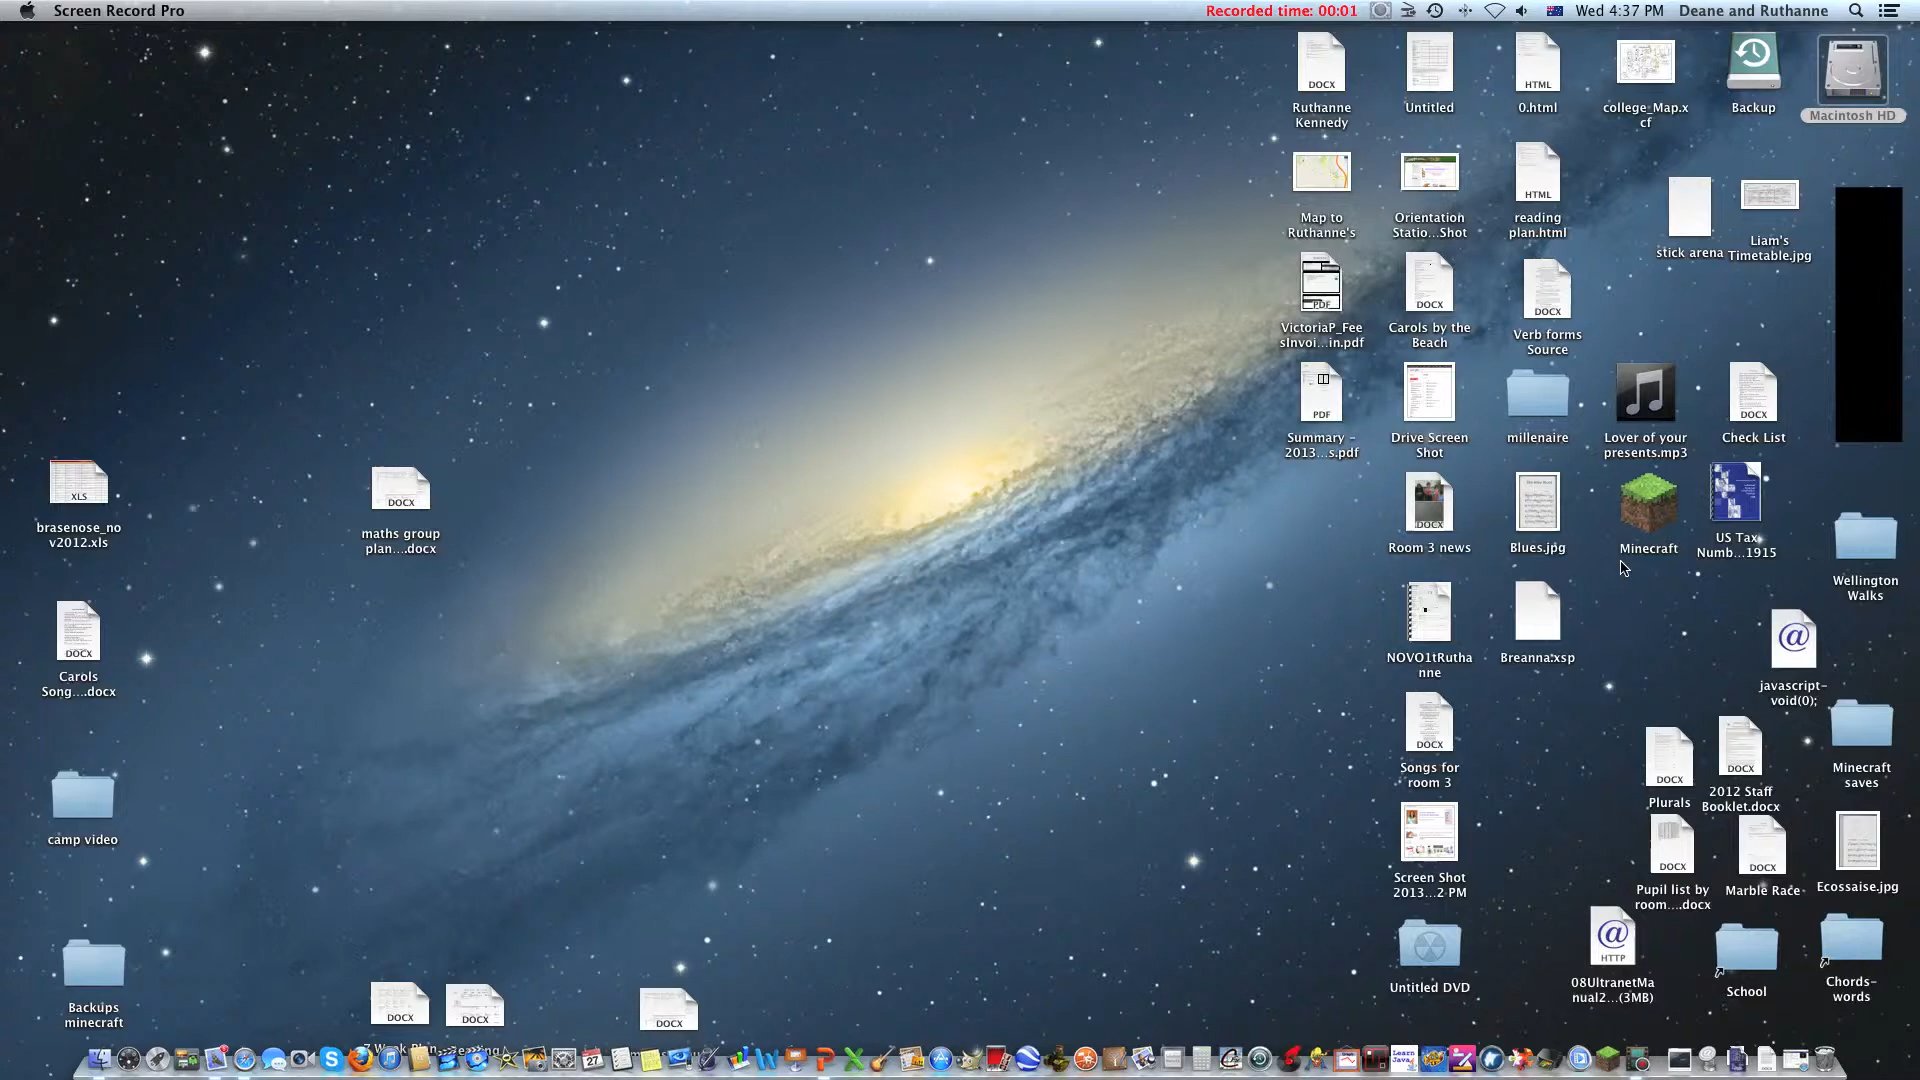 Screen Record Pro
Recorded time: 00:01
Wed 4:37 PM
Deane and Ruthanne
DOCX
Ruthanne
Kennedy
Untitled
HTML
0.html
college_Map.x
cf
Backup
Macintosh HD
Map to
Ruthanne's
Orientation
Statio...Shot
HTML
reading
plan.html
stick arena
Liam's
Timetable.jpg
PDF
VictoriaP_Fee
sInvoi...in.pdf
DOCX
Carols by the
Beach
DOCX
Verb forms
Source
PDF
Summary -
2013...s.pdf
Drive Screen
Shot
millenaire
Lover of your
presents.mp3
DOCX
Check List
XLS
brasenose_no
v2012.xls
DOCX
maths group
plan....docx
DOCX
Room 3 news
Blues.jpg
Minecraft
US Tax
Numb...1915
Wellington
Walks
DOCX
Carols
Song....docx
NOVO1tRutha
nne
Breanna.xsp
@
javascript-
void(0);
DOCX
Songs for
room 3
DOCX
Plurals
DOCX
2012 Staff
Booklet.docx
Minecraft
saves
camp video
Screen Shot
2013...2 PM
DOCX
Pupil list by
room....docx
DOCX
Marble Race
Ecossaise.jpg
Backups
minecraft
DOCX
DOCX
DOCX
Untitled DVD
@
HTTP
08UltranetMa
nual2...(3MB)
School
Chords-
words
7 Week Plan
27
Learn
Java